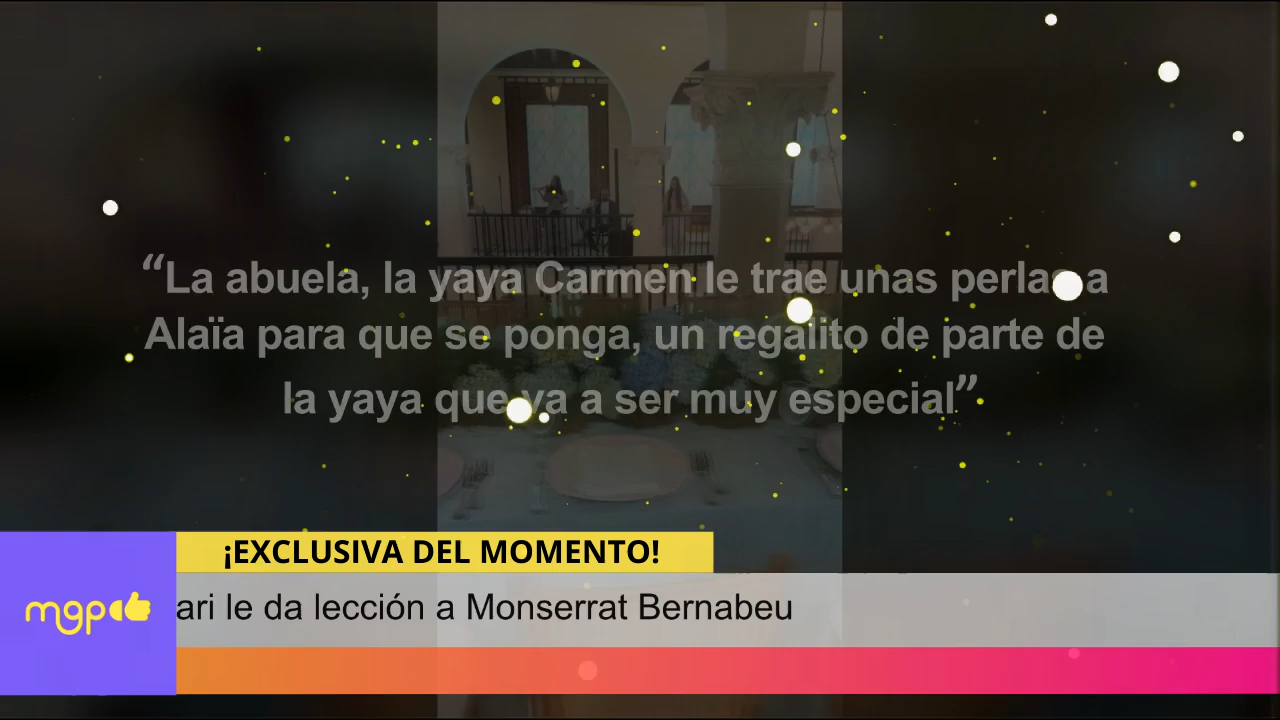 “La abuela, la yaya Carmen le trae unas perlas a
Alaïa para que se ponga, un regalito de parte de
la yaya que va a ser muy especial”
¡EXCLUSIVA DEL MOMENTO!
ari le da lección a Monserrat Bernabeu
mgp